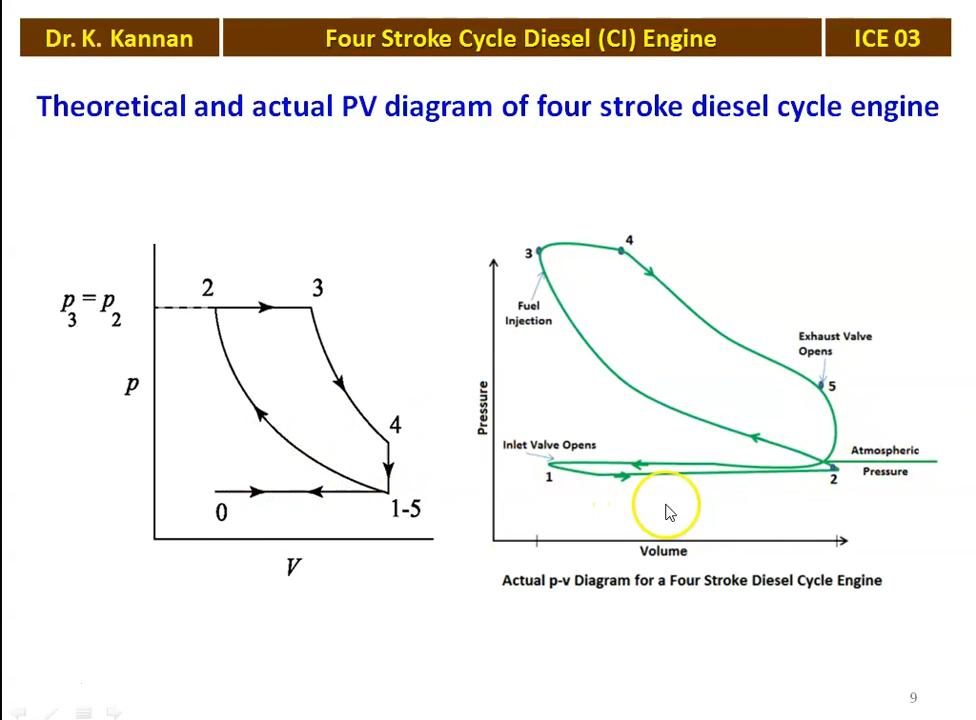 Dr. K. Kannan
Four Stroke Cycle Diesel (CI) Engine
ICE 03
Theoretical and actual PV diagram of four stroke diesel cycle engine
p3 = p2
2
3
p
4
0
1-5
V
3
4
Fuel
Injection
Exhaust Valve
Opens
5
Pressure
Inlet Valve Opens
1
Atmospheric
Pressure
2
Volume
Actual p-v Diagram for a Four Stroke Diesel Cycle Engine
9